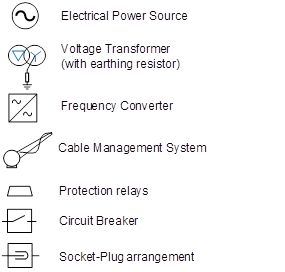 Electrical Power Source
Voltage Transformer
(with earthing resistor)
Frequency Converter
Cable Management System
Protection relays
Circuit Breaker
Socket-Plug arrangement